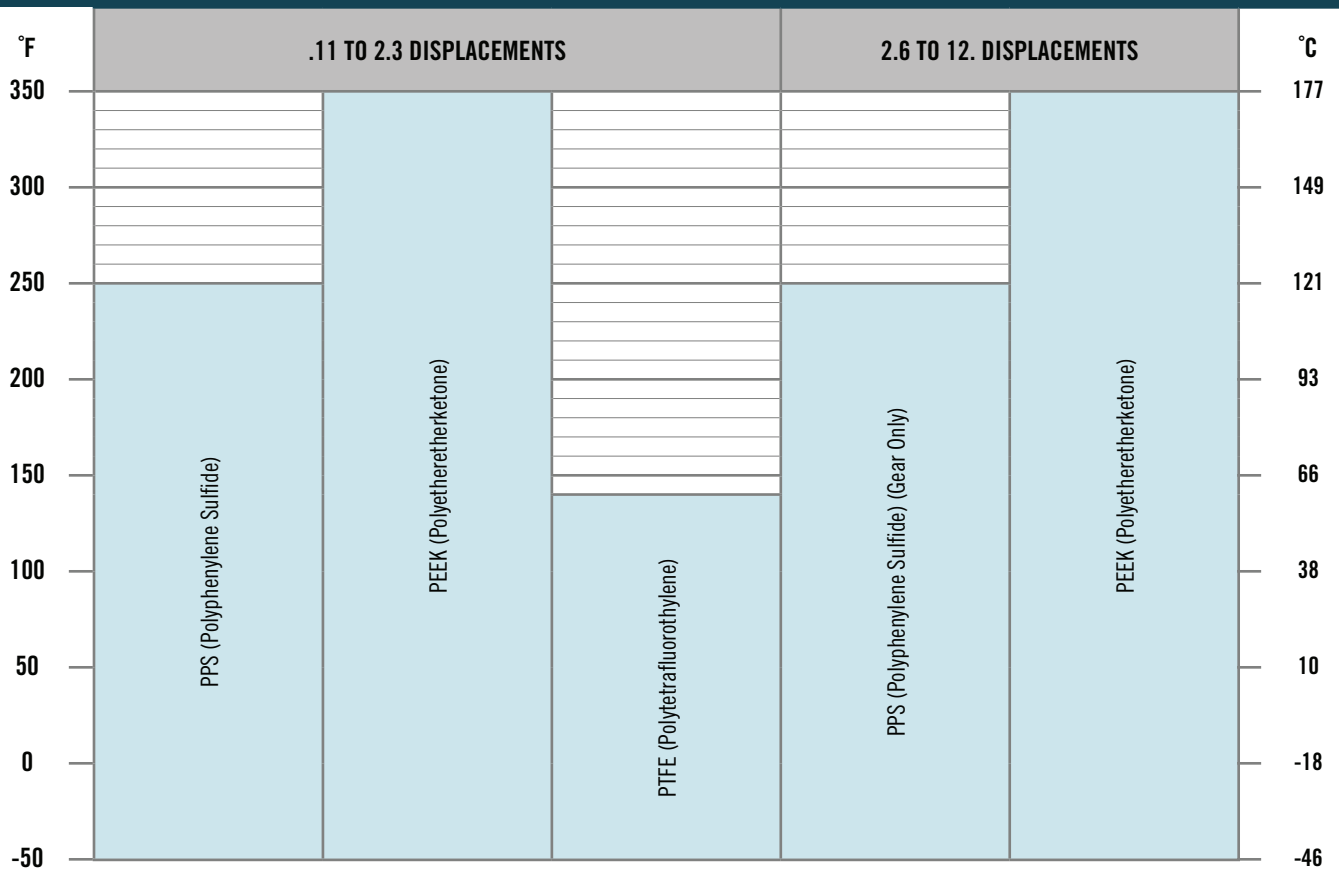 ˚F
.11 TO 2.3 DISPLACEMENTS
2.6 TO 12. DISPLACEMENTS
˚C
350
177
300
149
250
121
200
93
150
66
100
38
50
10
0
-18
-50
-46
PPS (Polyphenylene Sulfide)
PEEK (Polyetheretherketone)
PTFE (Polytetrafluorothylene)
PPS (Polyphenylene Sulfide) (Gear Only)
PEEK (Polyetheretherketone)